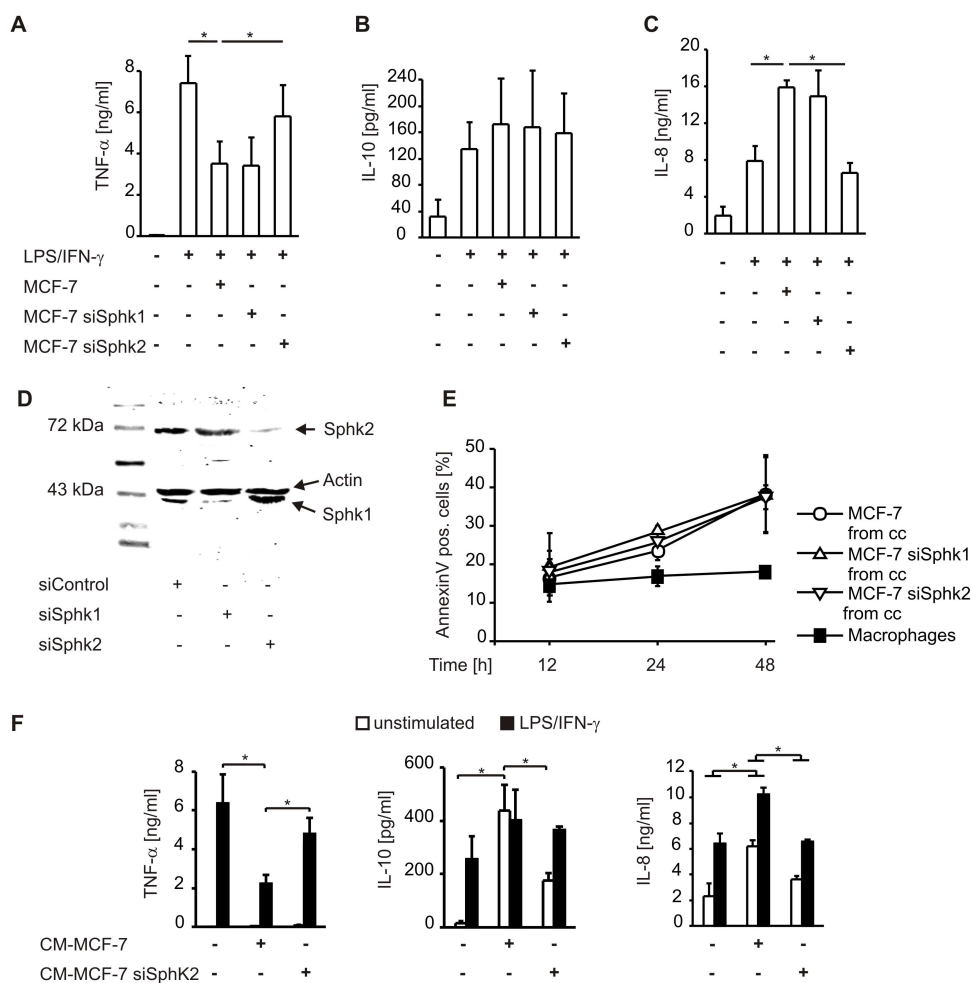 A
B
C
TNF-α [ng/ml]
8
6
4
2
0
IL-10 [pg/ml]
240
200
160
120
80
40
0
IL-8 [ng/ml]
20
16
12
8
4
0
* *
* *
LPS/IFN-γ - + + + +
MCF-7 - - + - -
MCF-7 siSphk1 - - - + -
MCF-7 siSphk2 - - - - +
- + + + +
- - + - -
- - - + -
- - - - +
- + + + +
- - + - -
- - - + -
- - - - +
D
72 kDa
43 kDa
Sphk2
Actin
Sphk1
siControl + - -
siSphk1 - + -
siSphk2 - - +
E
AnnexinV pos. cells [%]
50
40
30
20
10
0
Time [h] 12 24 48
MCF-7
from cc
MCF-7 siSphk1
from cc
MCF-7 siSphk2
from cc
Macrophages
F
unstimulated LPS/IFN-γ
TNF-α [ng/ml]
8
6
4
2
0
* *
IL-10 [pg/ml]
600
400
200
0
* *
IL-8 [ng/ml]
12
10
8
6
4
2
0
* *
CM-MCF-7 - + - - + - - + -
CM-MCF-7 siSphK2 - - + - - + - - +